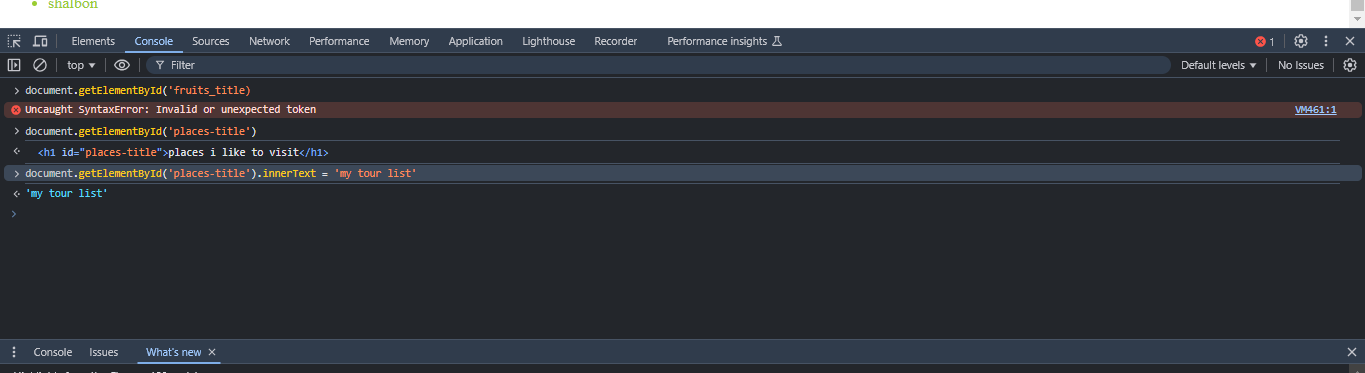 shalbon
Elements Console Sources Network Performance Memory Application Lighthouse Recorder Performance insights 1
top Filter Default levels No Issues
document.getElementById('fruits_title)
Uncaught SyntaxError: Invalid or unexpected token VM461:1
document.getElementById('places-title')
<h1 id="places-title">places i like to visit</h1>
document.getElementById('places-title').innerText = 'my tour list'
'my tour list'
Console Issues What's new